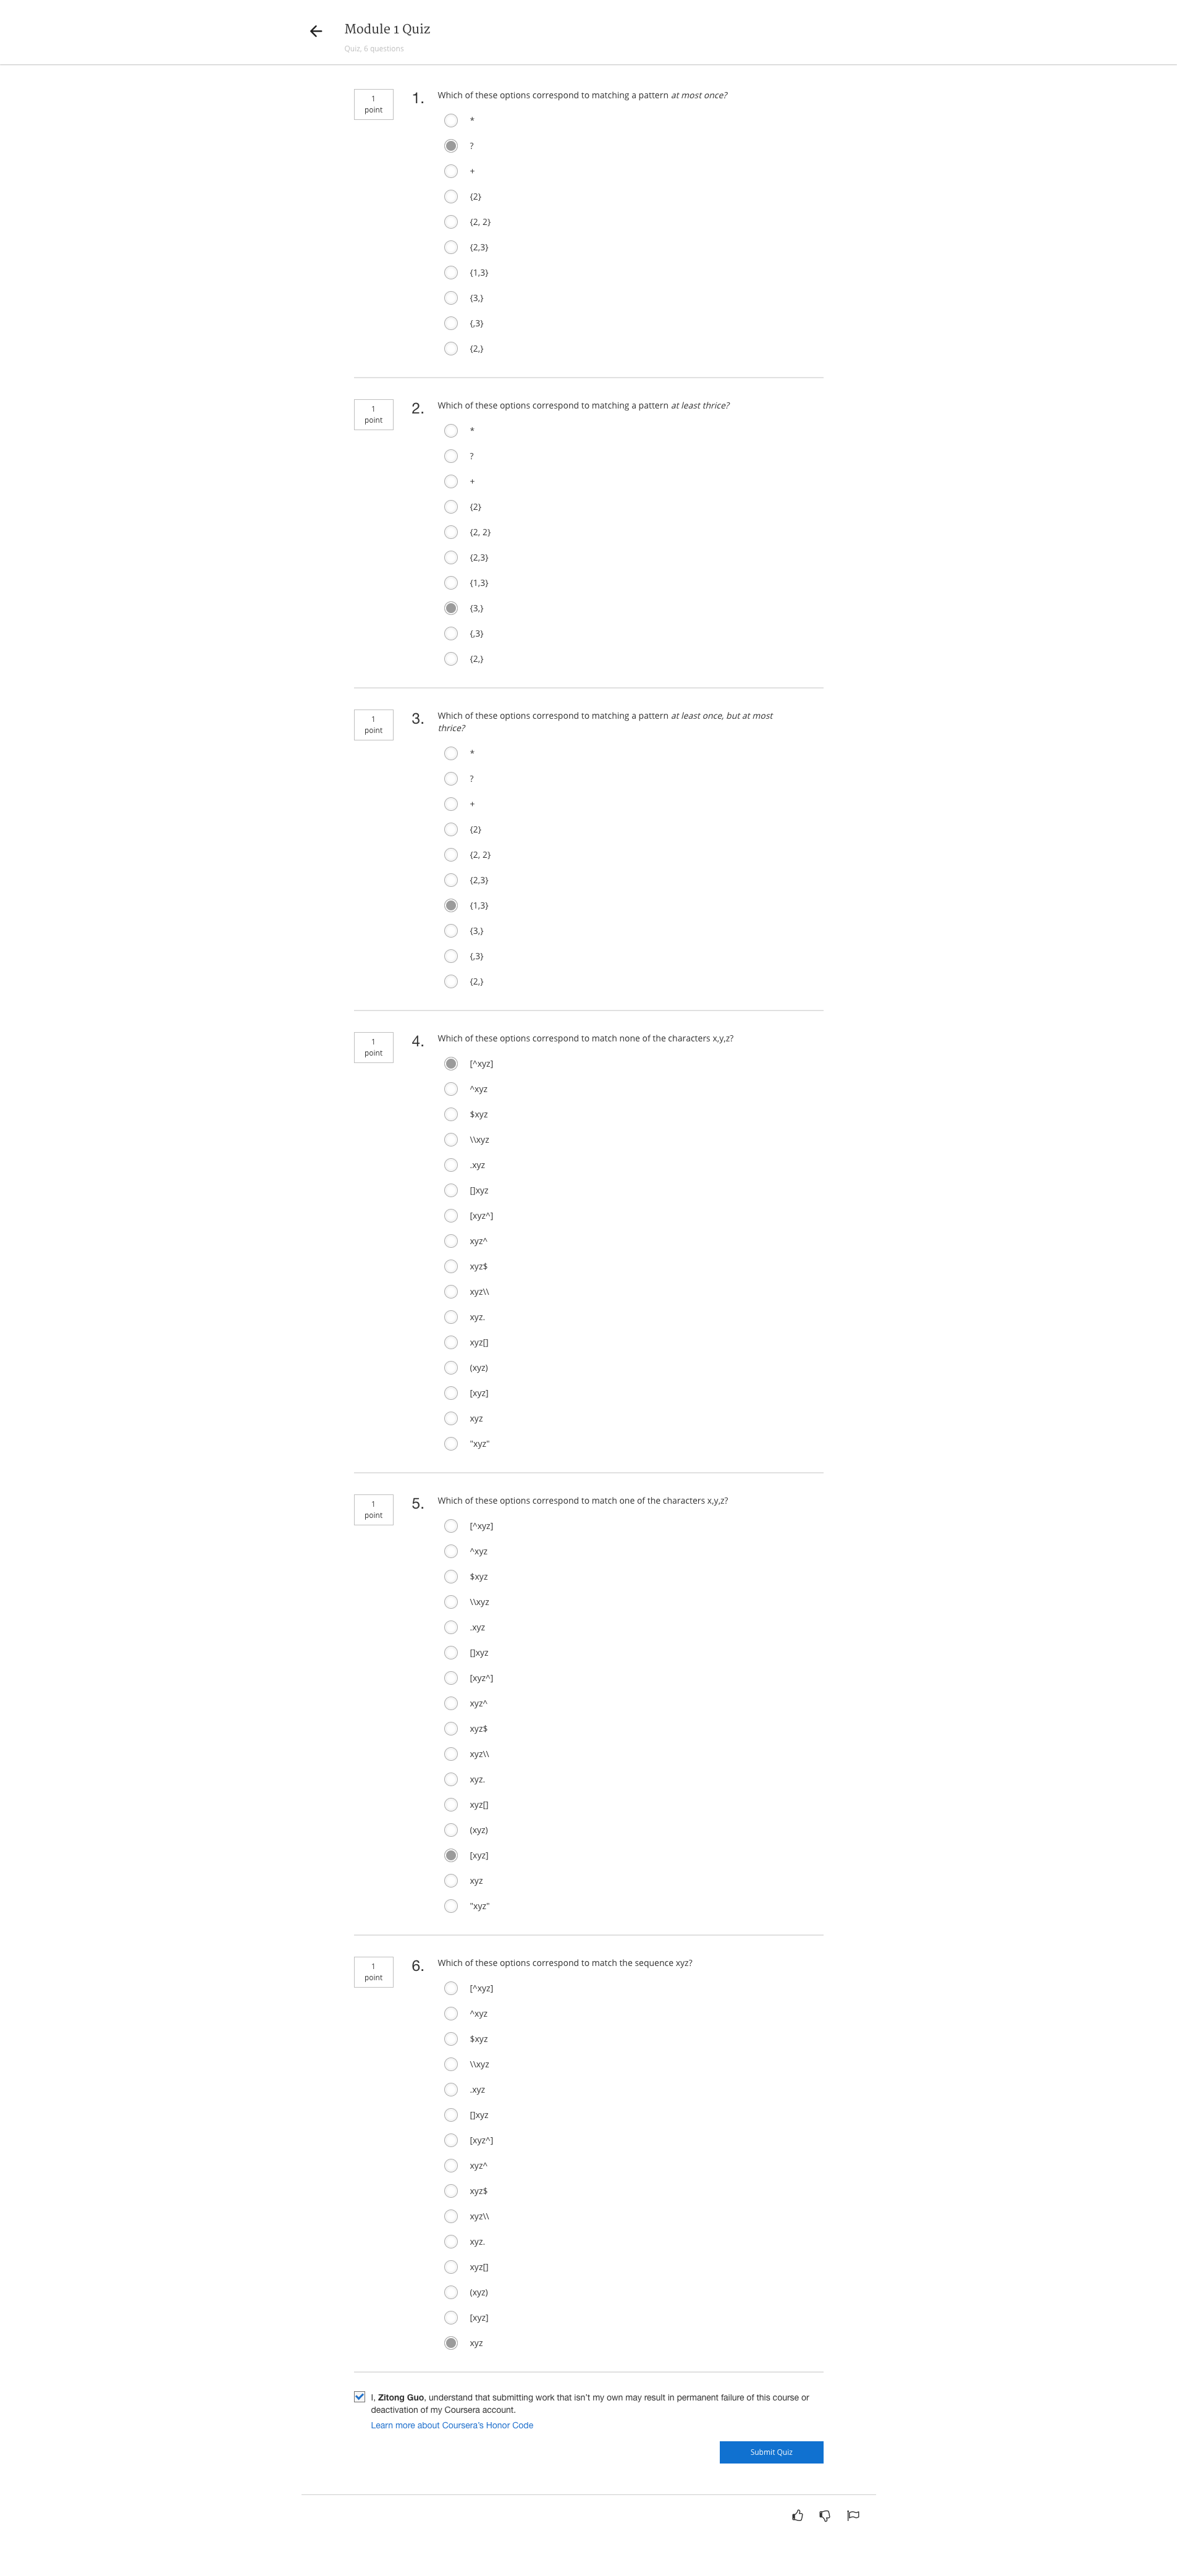 Module 1 Quiz
Quiz, 6 questions
1
point
1.
Which of these options correspond to matching a pattern at most once?
*
?
+
{2}
{2, 2}
{2,3}
{1,3}
{3,}
{,3}
{2,}
1
point
2.
Which of these options correspond to matching a pattern at least thrice?
*
?
+
{2}
{2, 2}
{2,3}
{1,3}
{3,}
{,3}
{2,}
1
point
3.
Which of these options correspond to matching a pattern at least once, but at most
thrice?
*
?
+
{2}
{2, 2}
{2,3}
{1,3}
{3,}
{,3}
{2,}
1
point
4.
Which of these options correspond to match none of the characters x,y,z?
[^xyz]
^xyz
$xyz
\\xyz
.xyz
[]xyz
[xyz^]
xyz^
xyz$
xyz\\
xyz.
xyz[]
(xyz)
[xyz]
xyz
"xyz"
1
point
5.
Which of these options correspond to match one of the characters x,y,z?
[^xyz]
^xyz
$xyz
\\xyz
.xyz
[]xyz
[xyz^]
xyz^
xyz$
xyz\\
xyz.
xyz[]
(xyz)
[xyz]
xyz
"xyz"
1
point
6.
Which of these options correspond to match the sequence xyz?
[^xyz]
^xyz
$xyz
\\xyz
.xyz
[]xyz
[xyz^]
xyz^
xyz$
xyz\\
xyz.
xyz[]
(xyz)
[xyz]
xyz
I, Zitong Guo, understand that submitting work that isn't my own may result in permanent failure of this course or
deactivation of my Coursera account.
Learn more about Coursera's Honor Code
Submit Quiz